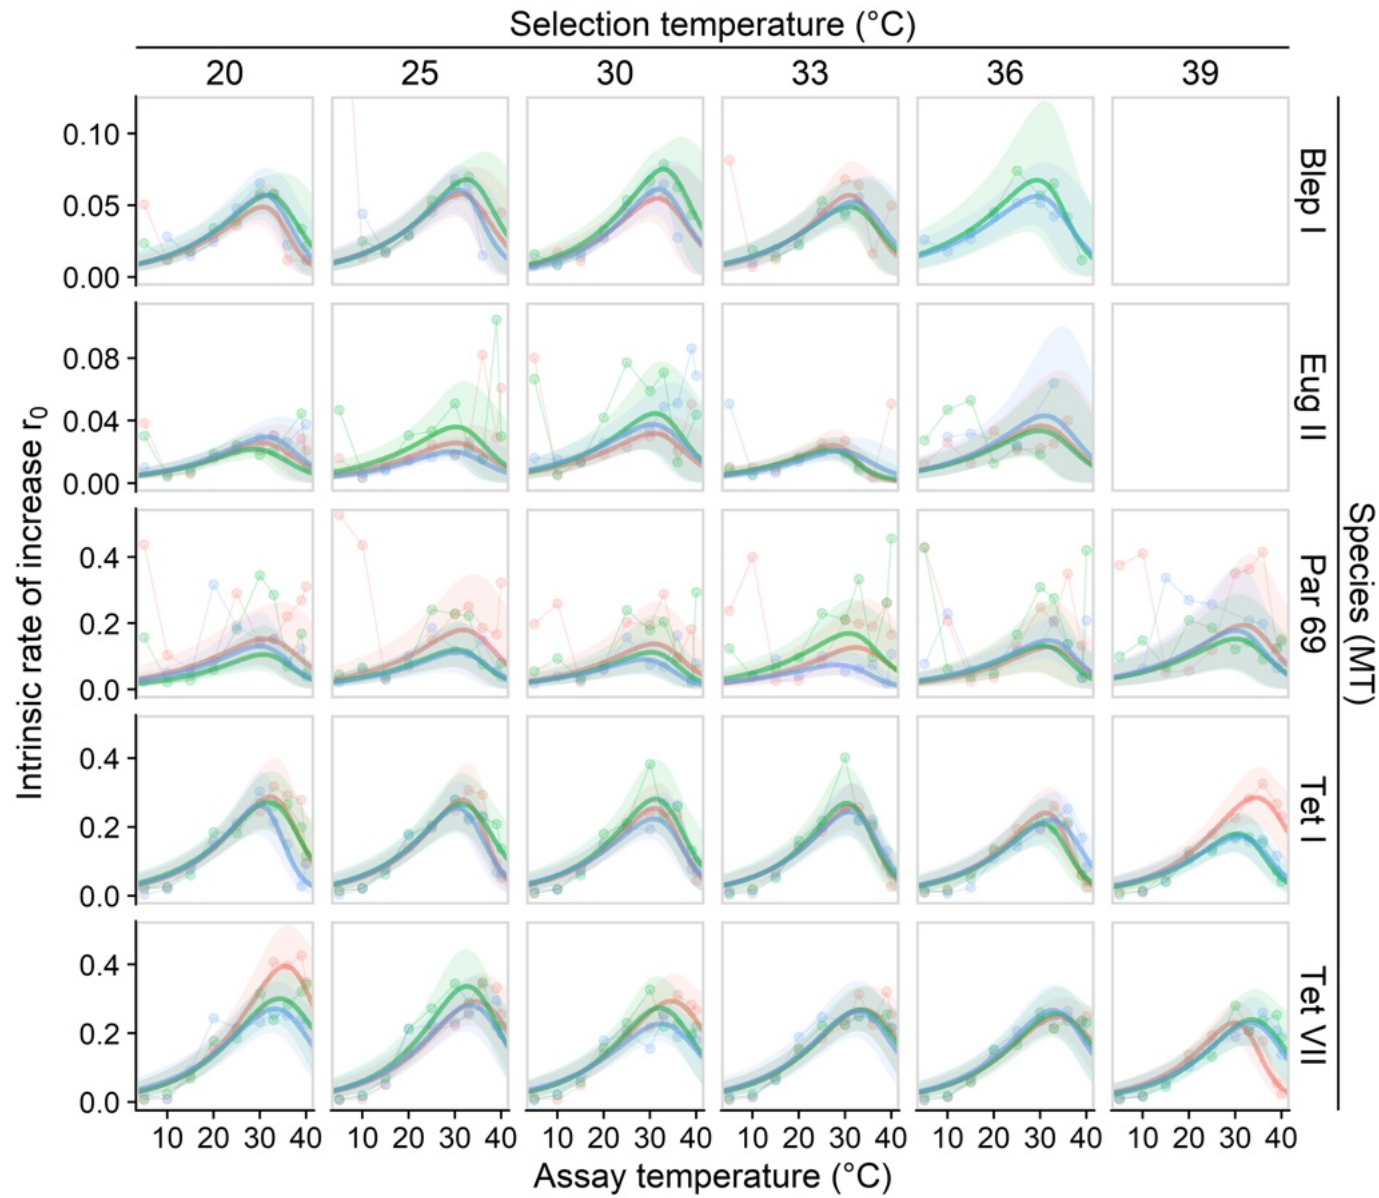 Selection temperature (°C)
20 25 30 33 36 39
0.10
0.05
0.00
Blep I
0.08
0.04
0.00
Eug II
0.4
0.2
0.0
Par 69
0.4
0.2
0.0
Tet I
0.4
0.2
0.0
Tet VII
Intrinsic rate of increase r₀
Species (MT)
10 20 30 40 10 20 30 40 10 20 30 40 10 20 30 40 10 20 30 40 10 20 30 40
Assay temperature (°C)